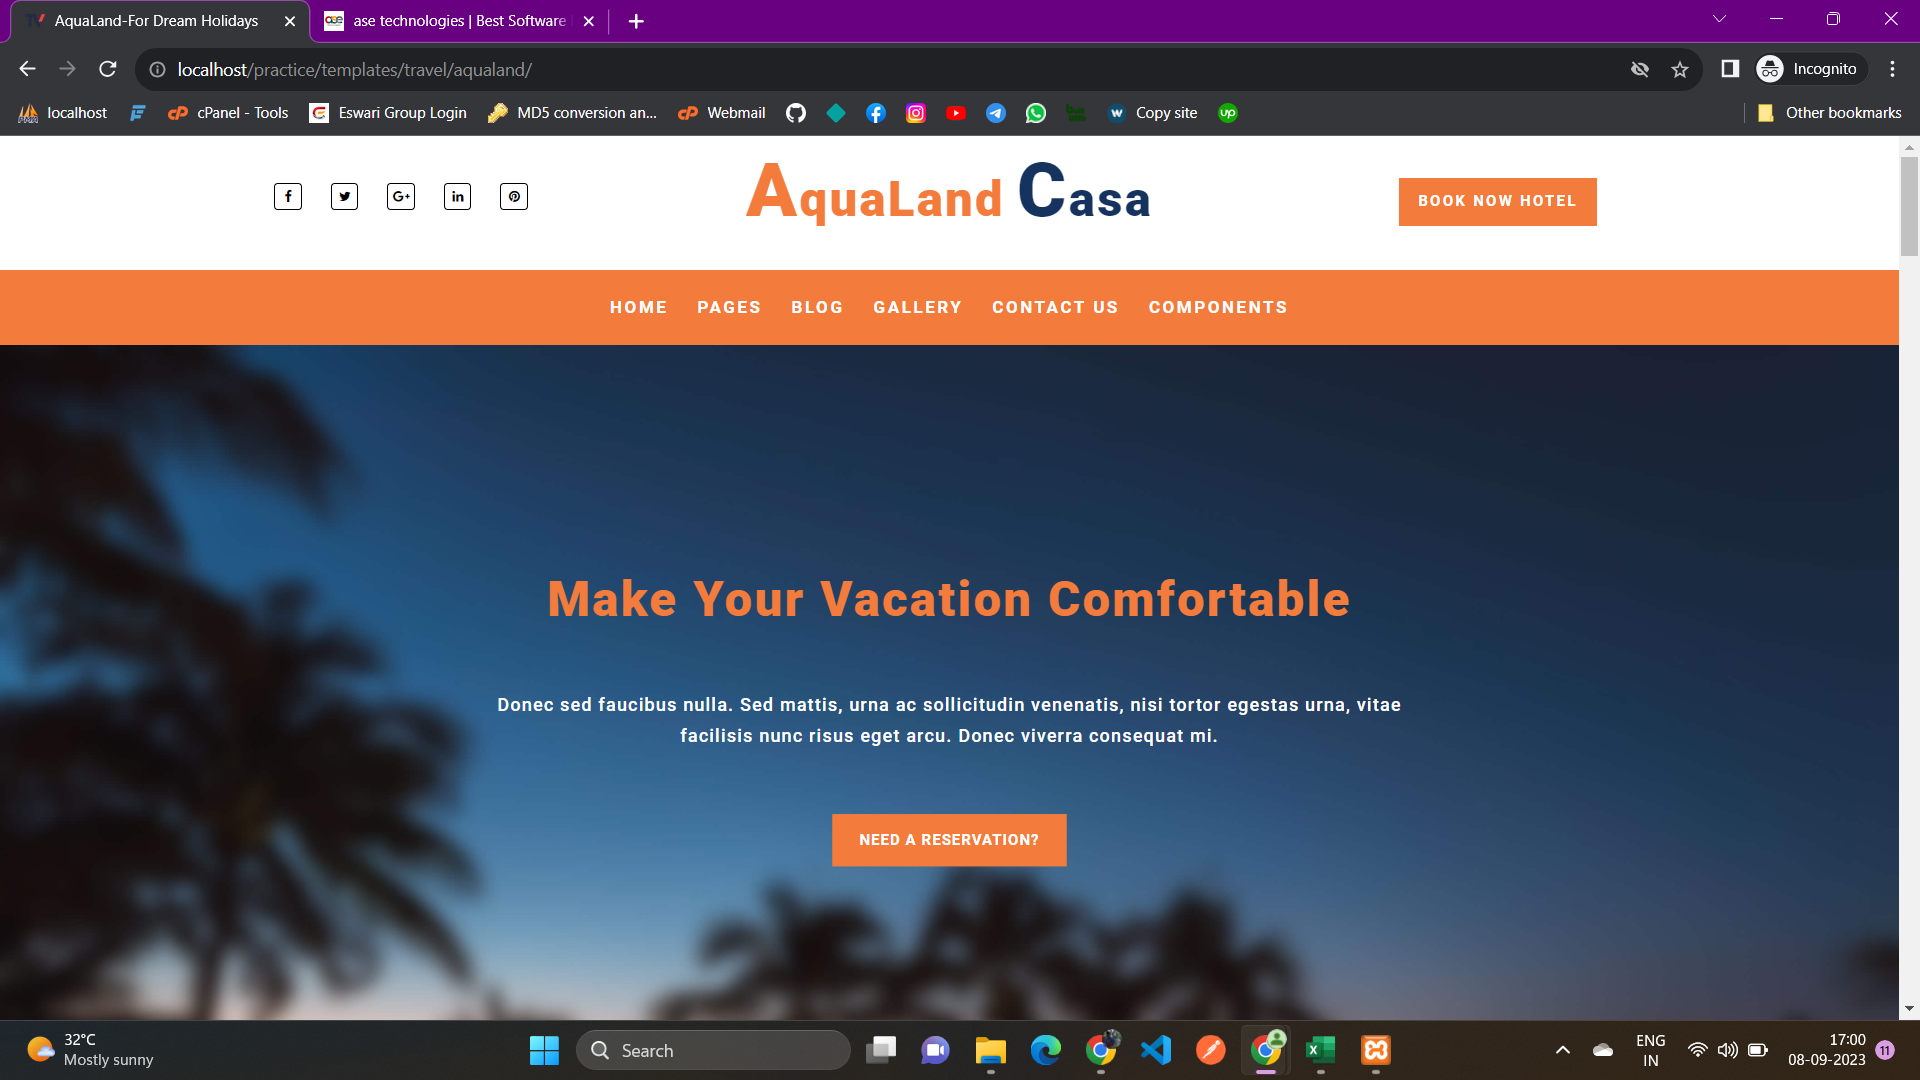 AquaLand-For Dream Holidays
ase technologies | Best Software
localhost/practice/templates/travel/aqualand/
Incognito
localhost
cPanel - Tools
Eswari Group Login
MD5 conversion an...
Webmail
Copy site
Other bookmarks
AquaLand Casa
BOOK NOW HOTEL
HOME PAGES BLOG GALLERY CONTACT US COMPONENTS
Make Your Vacation Comfortable
Donec sed faucibus nulla. Sed mattis, urna ac sollicitudin venenatis, nisi tortor egestas urna, vitae
facilisis nunc risus eget arcu. Donec viverra consequat mi.
NEED A RESERVATION?
32°C
Mostly sunny
Search
ENG
IN
17:00
08-09-2023
11